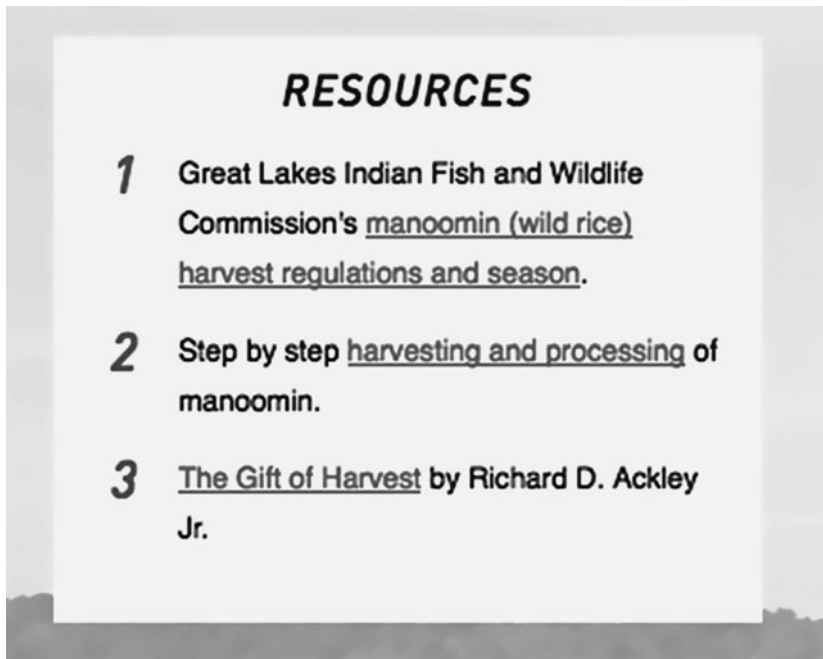 RESOURCES
1 Great Lakes Indian Fish and Wildlife
Commission's manoomin (wild rice)
harvest regulations and season.
2 Step by step harvesting and processing of
manoomin.
3 The Gift of Harvest by Richard D. Ackley
Jr.